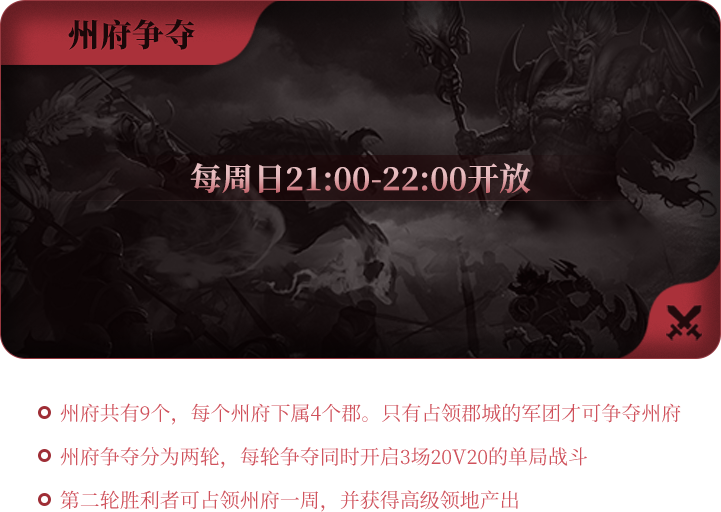 州府争夺
每周日21:00-22:00开放
州府共有9个，每个州府下属4个郡。只有占领郡城的军团才可争夺州府
州府争夺分为两轮，每轮争夺同时开启3场20V20的单局战斗
第二轮胜利者可占领州府一周，并获得高级领地产出